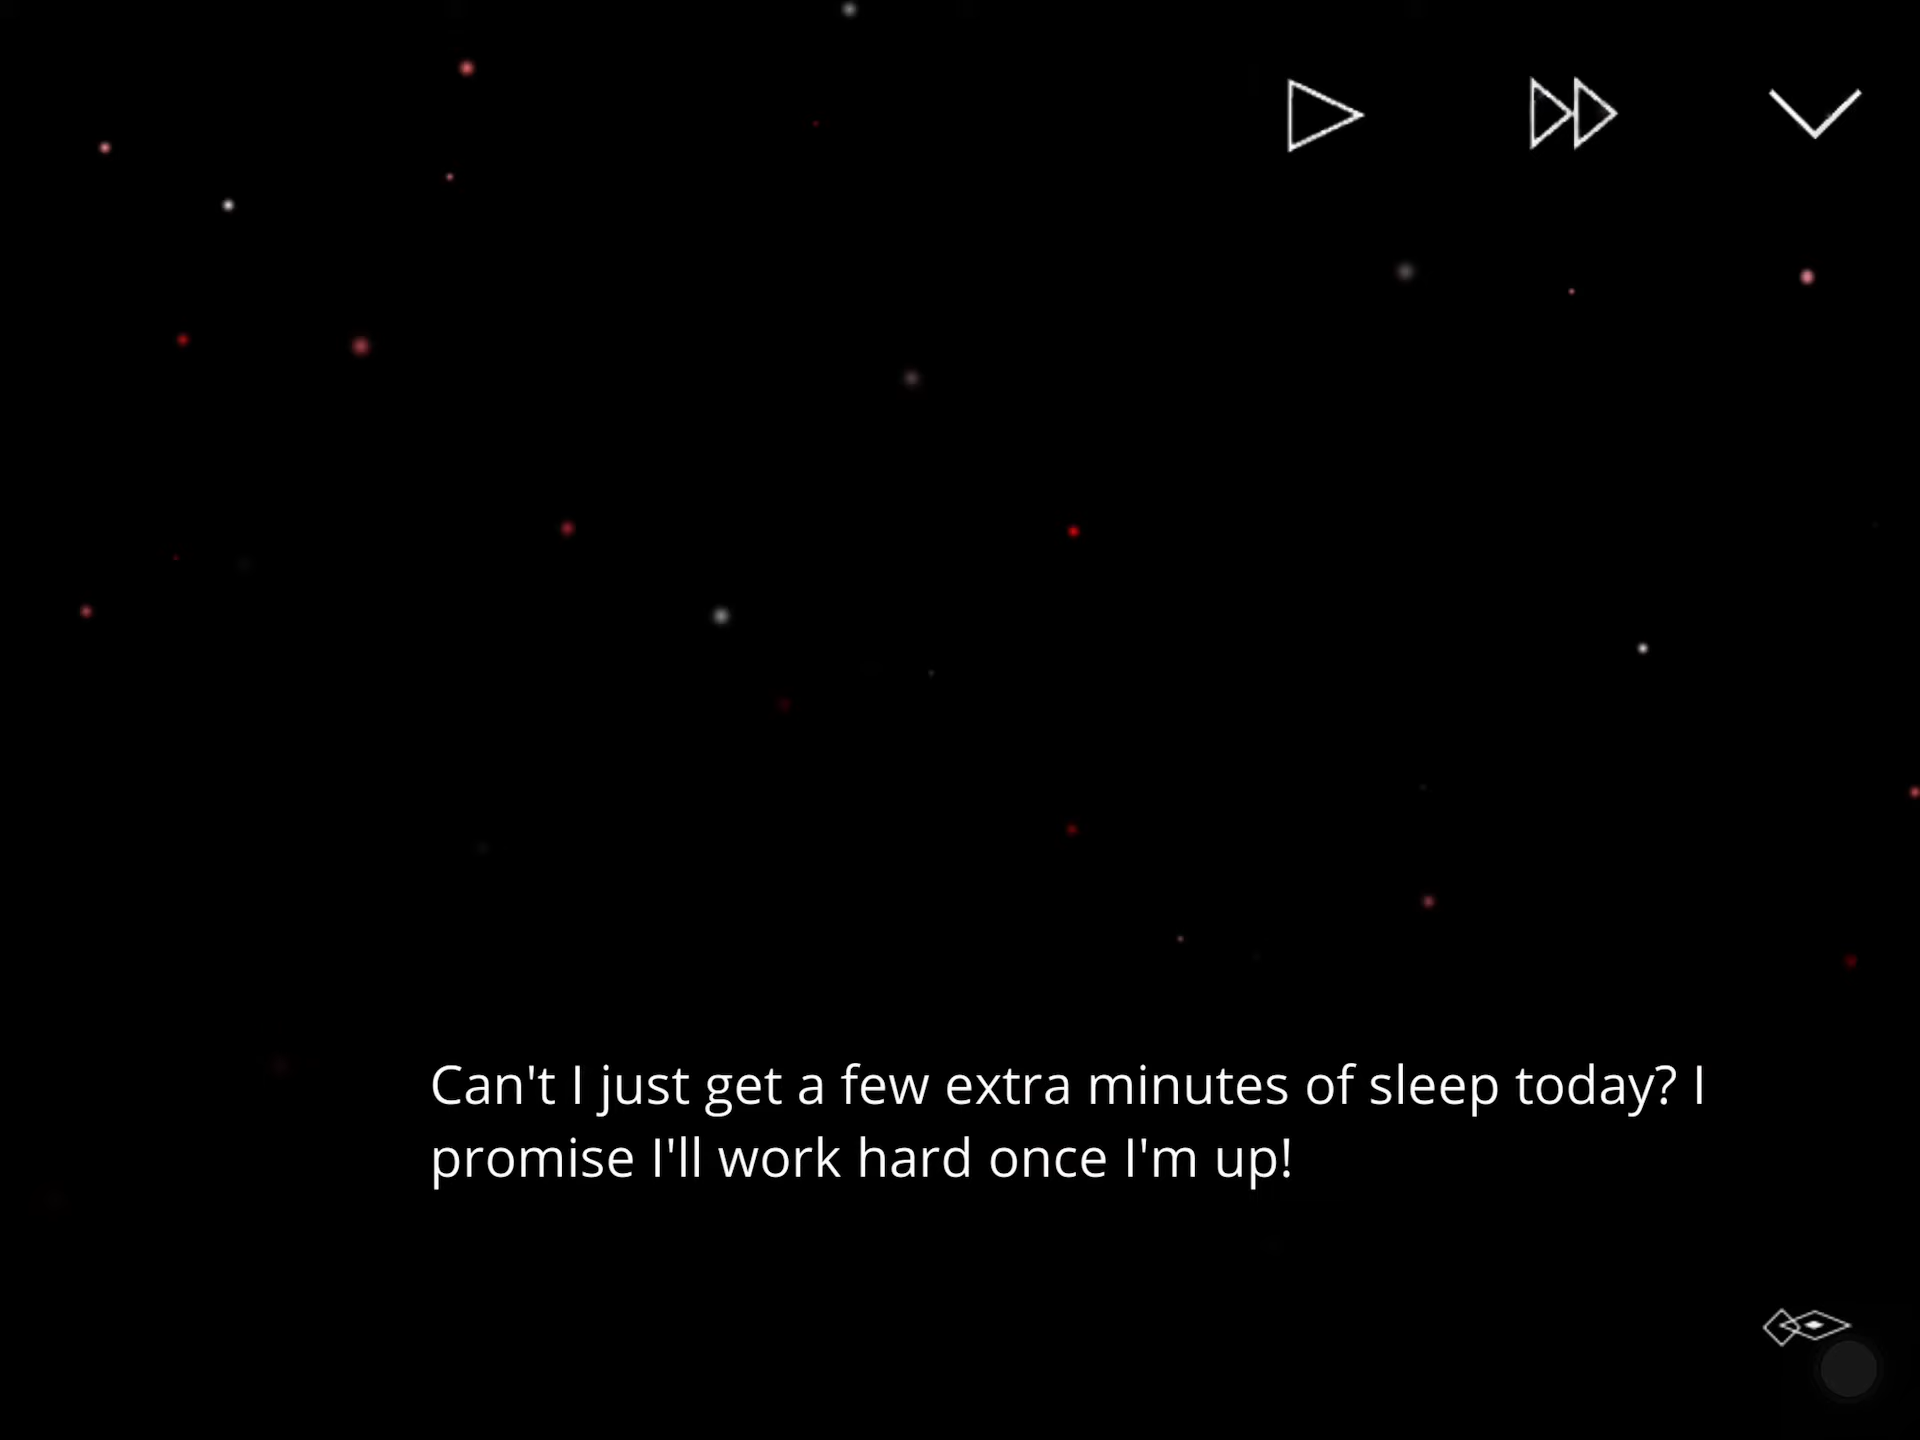 Can't I just get a few extra minutes of sleep today? I
promise I'll work hard once I'm up!